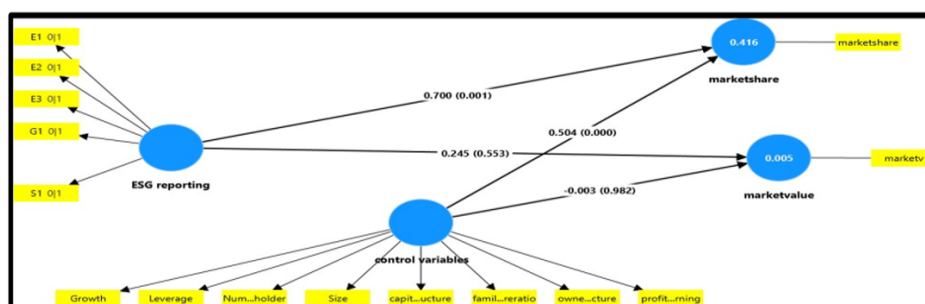 E1 0|1
E2 0|1
E3 0|1
G1 0|1
S1 0|1
ESG reporting
0.700 (0.001)
0.504 (0.000)
0.245 (0.553)
-0.003 (0.982)
0.416
marketshare
marketshare
0.005
marketv
marketvalue
control variables
Growth
Leverage
Num...holder
Size
capit...ucture
famil...reratio
owne...cture
profit...rning